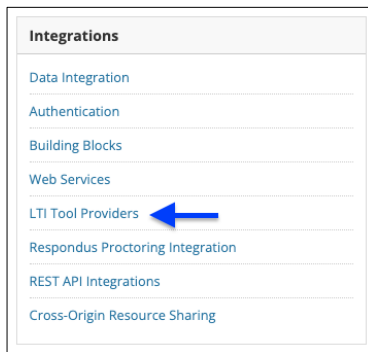 Integrations
Data Integration
Authentication
Building Blocks
Web Services
LTI Tool Providers
Respondus Proctoring Integration
REST API Integrations
Cross-Origin Resource Sharing